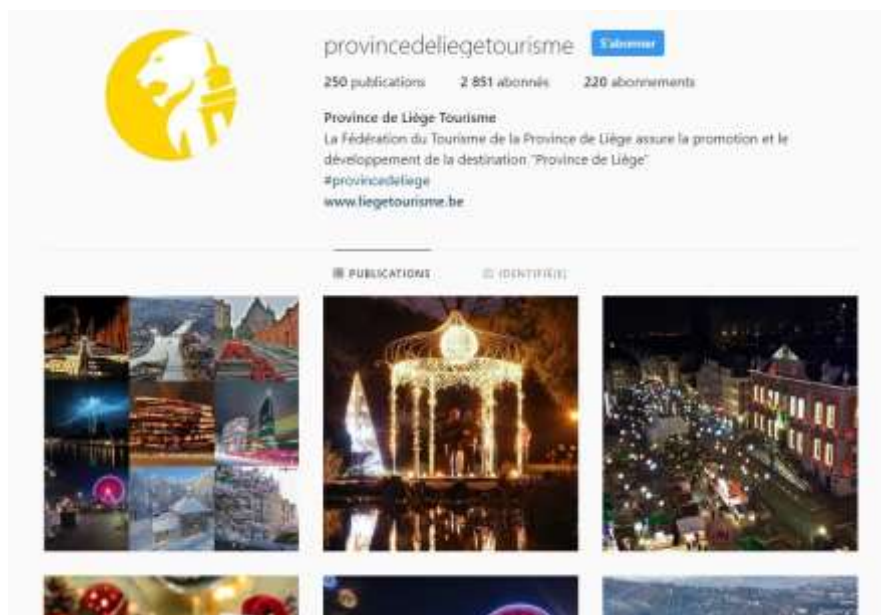 provincedeliegetourisme S'abonner
250 publications 2 851 abonnés 220 abonnements
Province de Liège Tourisme
La Fédération du Tourisme de la Province de Liège assure la promotion et le
développement de la destination "Province de Liège"
#provincedeliege
www.liegetourisme.be
PUBLICATIONS IDENTIFIÉ(E)